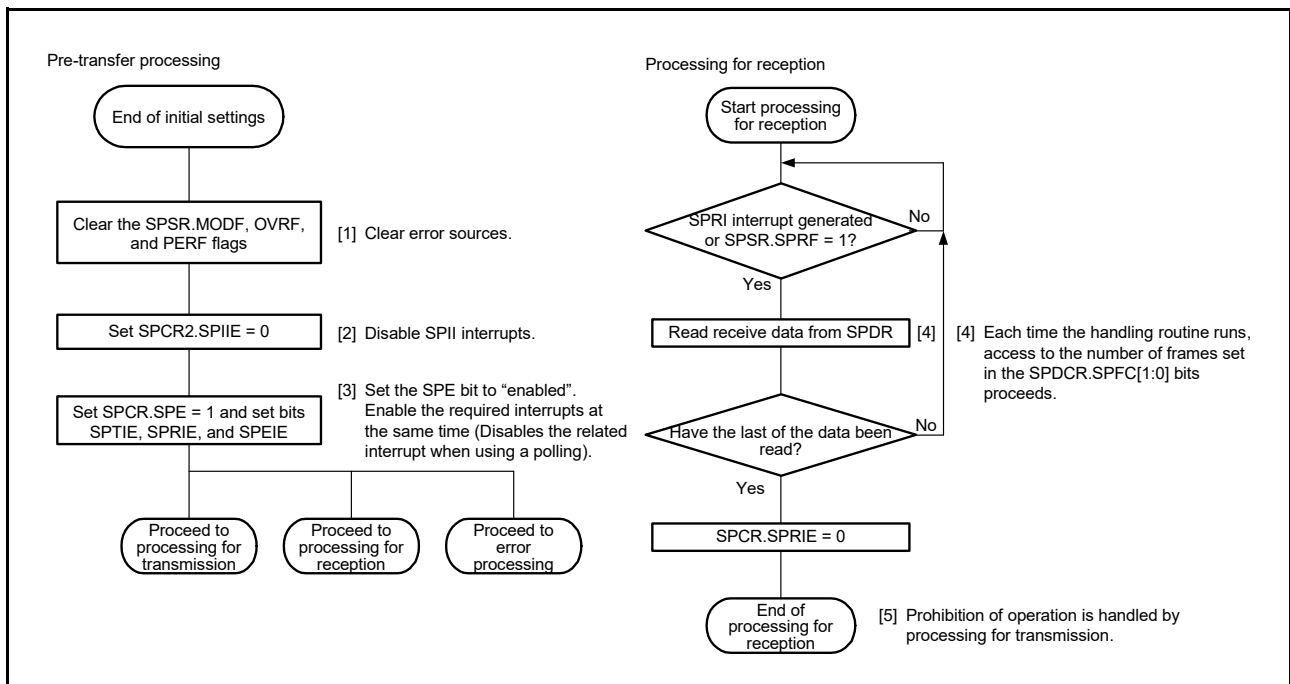 Pre-transfer processing
End of initial settings
Clear the SPSR.MODF, OVRF,
and PERF flags
[1] Clear error sources.
Set SPCR2.SPIIE = 0
[2] Disable SPII interrupts.
Set SPCR.SPE = 1 and set bits
SPTIE, SPRIE, and SPEIE
[3] Set the SPE bit to “enabled”.
Enable the required interrupts at
the same time (Disables the related
interrupt when using a polling).
Proceed to
processing for
transmission
Proceed to
processing for
reception
Proceed to
error
processing
Processing for reception
Start processing
for reception
SPRI interrupt generated
or SPSR.SPRF = 1?
No
Yes
Read receive data from SPDR
[4]
[4] Each time the handling routine runs,
access to the number of frames set
in the SPDCR.SPFC[1:0] bits
proceeds.
Have the last of the data been
read?
No
Yes
SPCR.SPRIE = 0
End of
processing for
reception
[5] Prohibition of operation is handled by
processing for transmission.